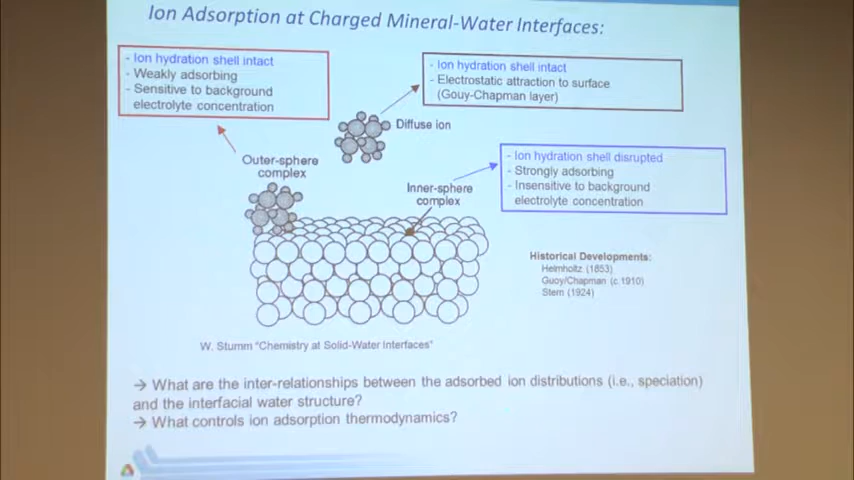 Ion Adsorption at Charged Mineral-Water Interfaces:
- Ion hydration shell intact
- Weakly adsorbing
- Sensitive to background
electrolyte concentration
- Ion hydration shell intact
- Electrostatic attraction to surface
(Gouy-Chapman layer)
Diffuse ion
Outer-sphere
complex
- Ion hydration shell disrupted
- Strongly adsorbing
- Insensitive to background
electrolyte concentration
Inner-sphere
complex
Historical Developments:
Helmholtz (1853)
Guoy/Chapman (c.1910)
Stern (1924)
W. Stumm "Chemistry at Solid-Water Interfaces"
→ What are the inter-relationships between the adsorbed ion distributions (i.e., speciation)
and the interfacial water structure?
→ What controls ion adsorption thermodynamics?